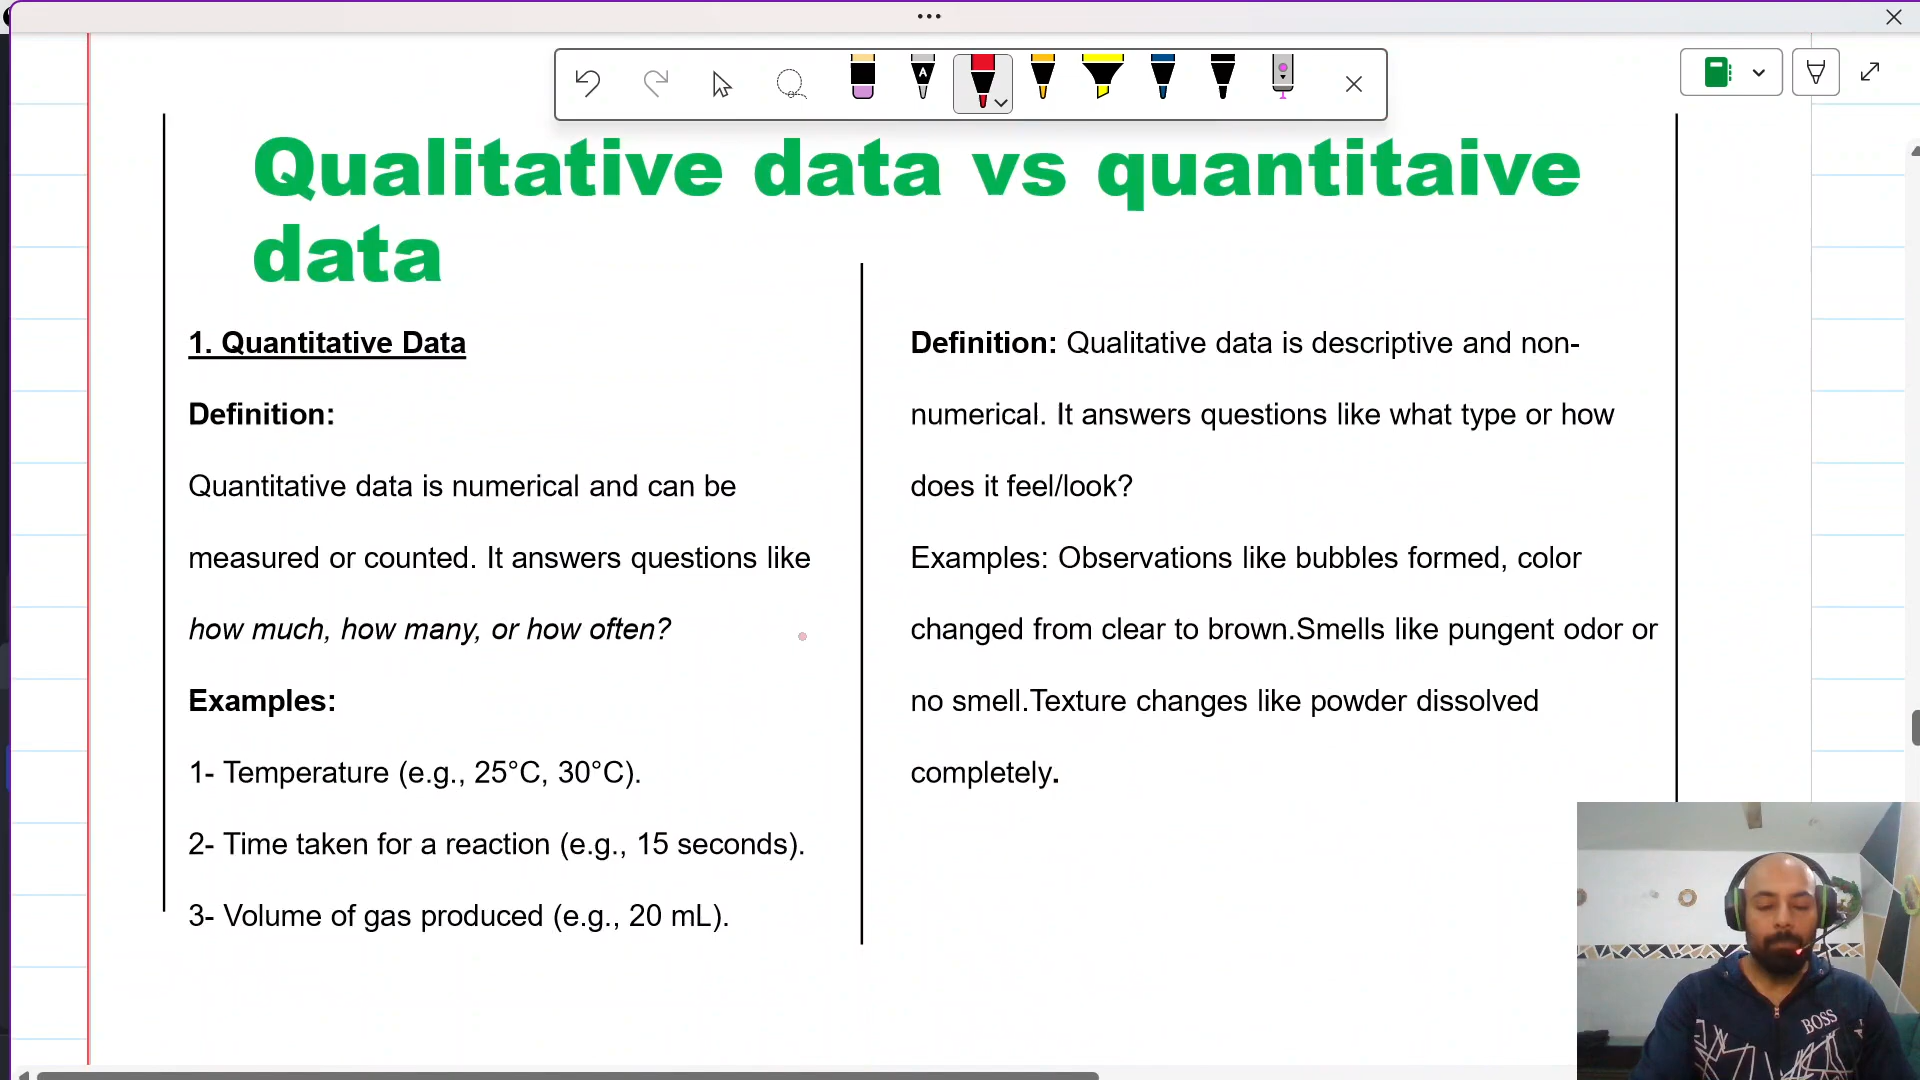 Qualitative data vs quantitaive
data
1. Quantitative Data
Definition:
Quantitative data is numerical and can be
measured or counted. It answers questions like
how much, how many, or how often?
Examples:
1- Temperature (e.g., 25°C, 30°C).
2- Time taken for a reaction (e.g., 15 seconds).
3- Volume of gas produced (e.g., 20 mL).
Definition: Qualitative data is descriptive and non-
numerical. It answers questions like what type or how
does it feel/look?
Examples: Observations like bubbles formed, color
changed from clear to brown.Smells like pungent odor or
no smell.Texture changes like powder dissolved
completely.
A
BOSS